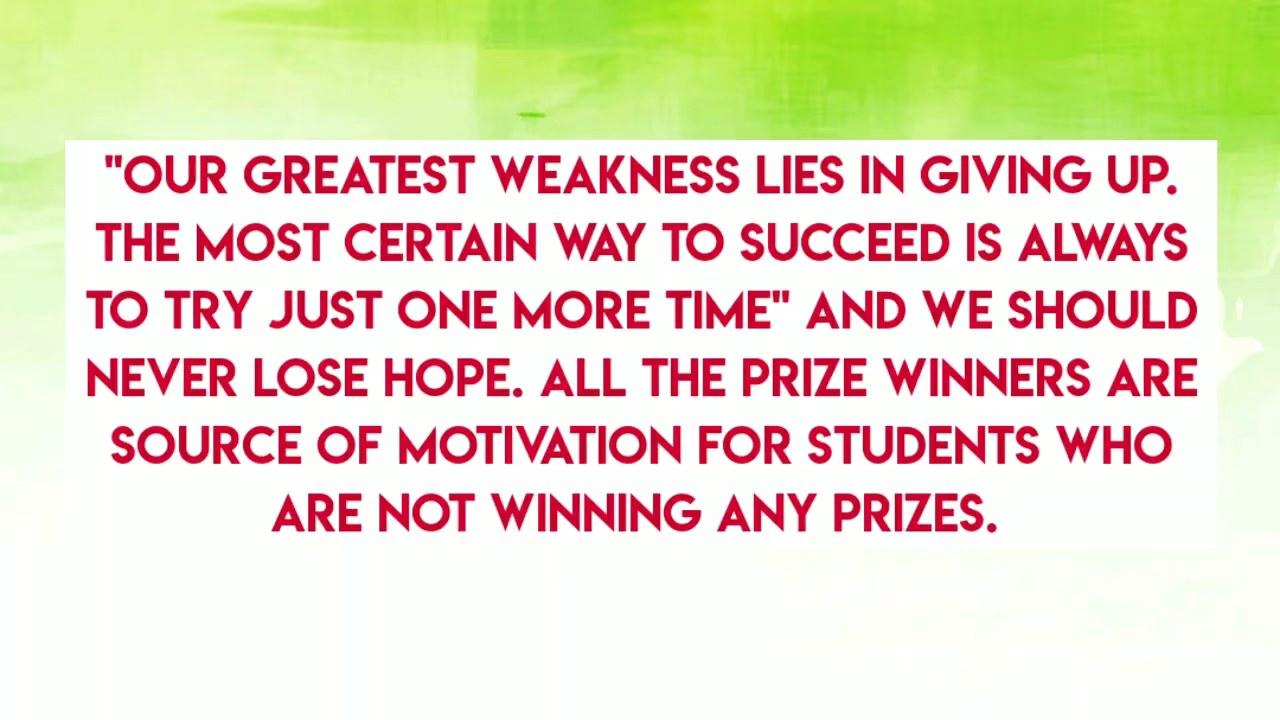 "OUR GREATEST WEAKNESS LIES IN GIVING UP.
THE MOST CERTAIN WAY TO SUCCEED IS ALWAYS
TO TRY JUST ONE MORE TIME" AND WE SHOULD
NEVER LOSE HOPE. ALL THE PRIZE WINNERS ARE
SOURCE OF MOTIVATION FOR STUDENTS WHO
ARE NOT WINNING ANY PRIZES.